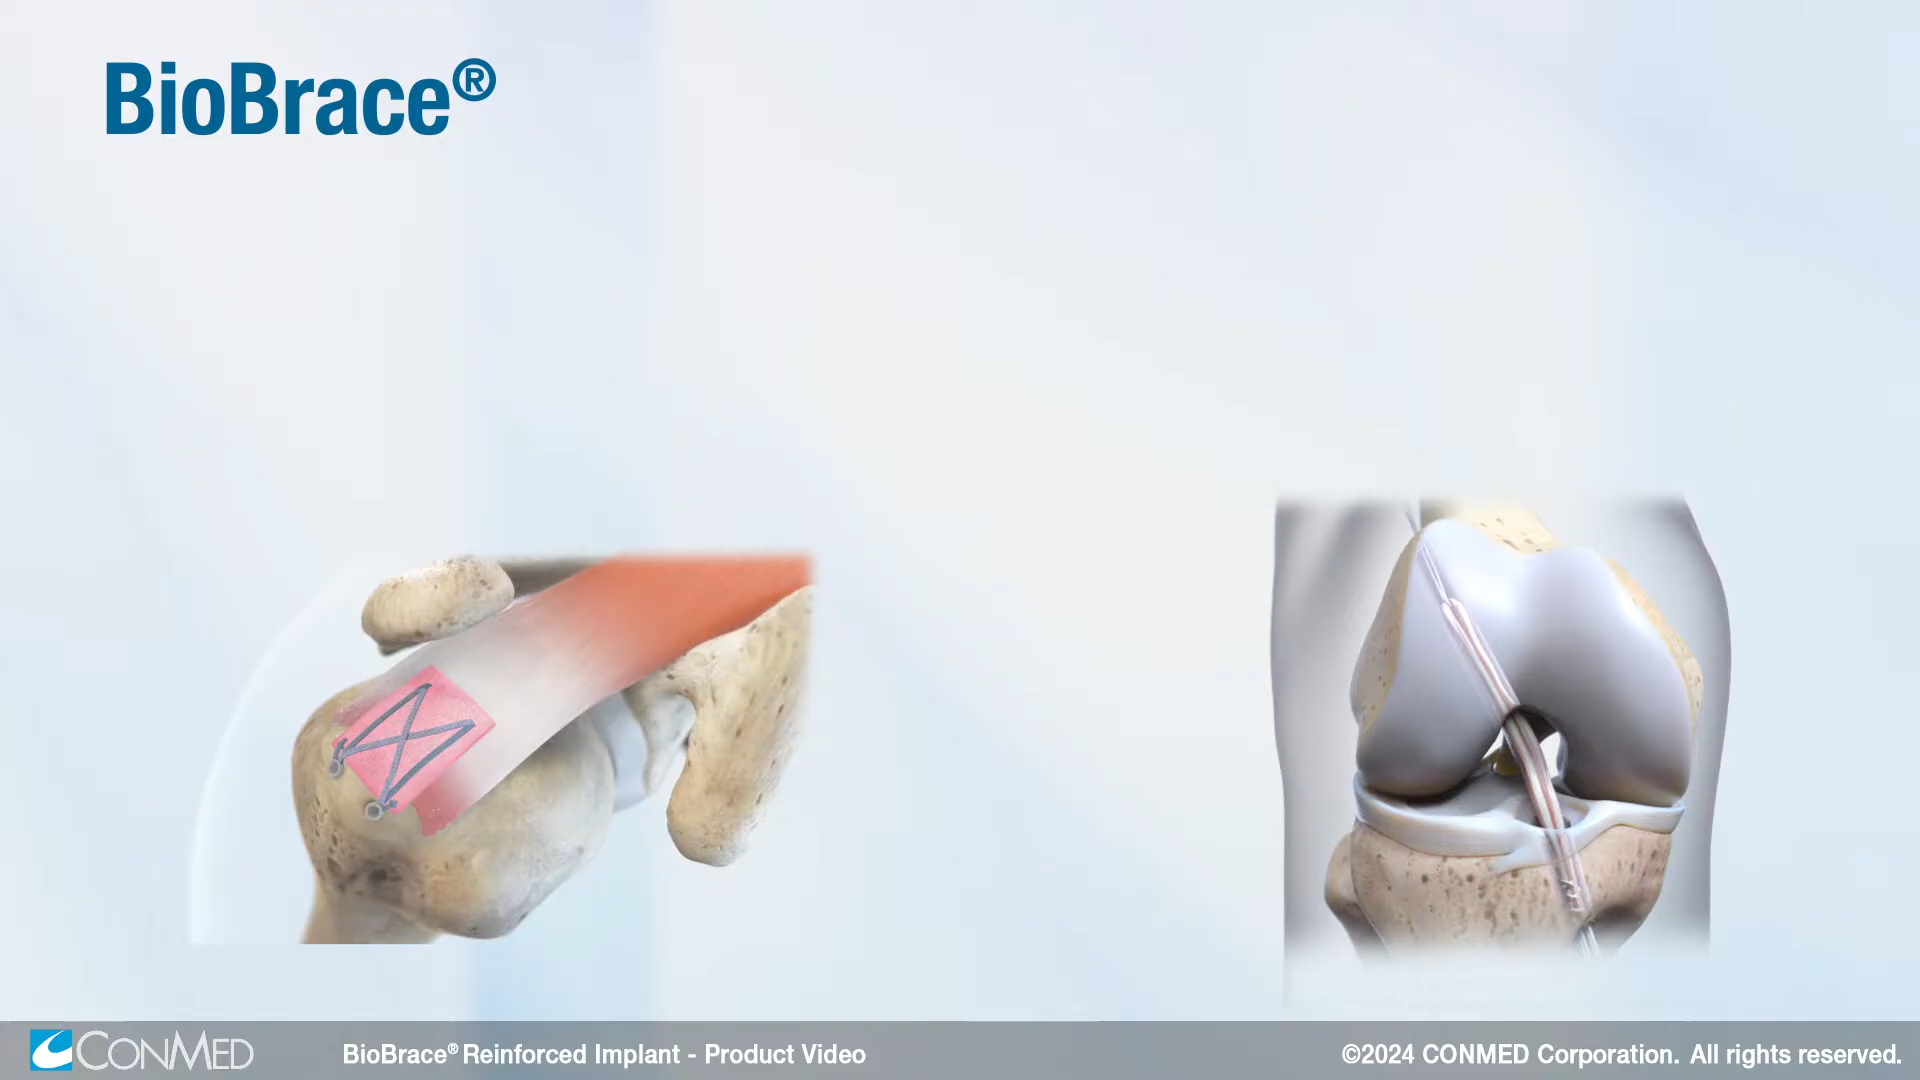 BioBrace®
CONMED
BioBrace® Reinforced Implant - Product Video
©2024 CONMED Corporation. All rights reserved.